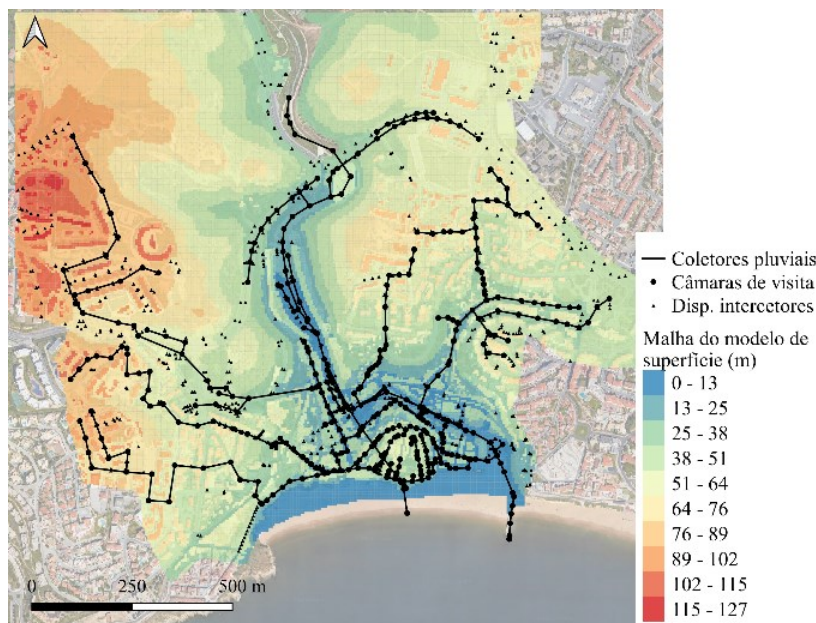 Coletores pluviais
Câmaras de visita
Disp. intercetores
Malha do modelo de
superfície (m)
0 - 13
13 - 25
25 - 38
38 - 51
51 - 64
64 - 76
76 - 89
89 - 102
102 - 115
115 - 127
0 250 500 m